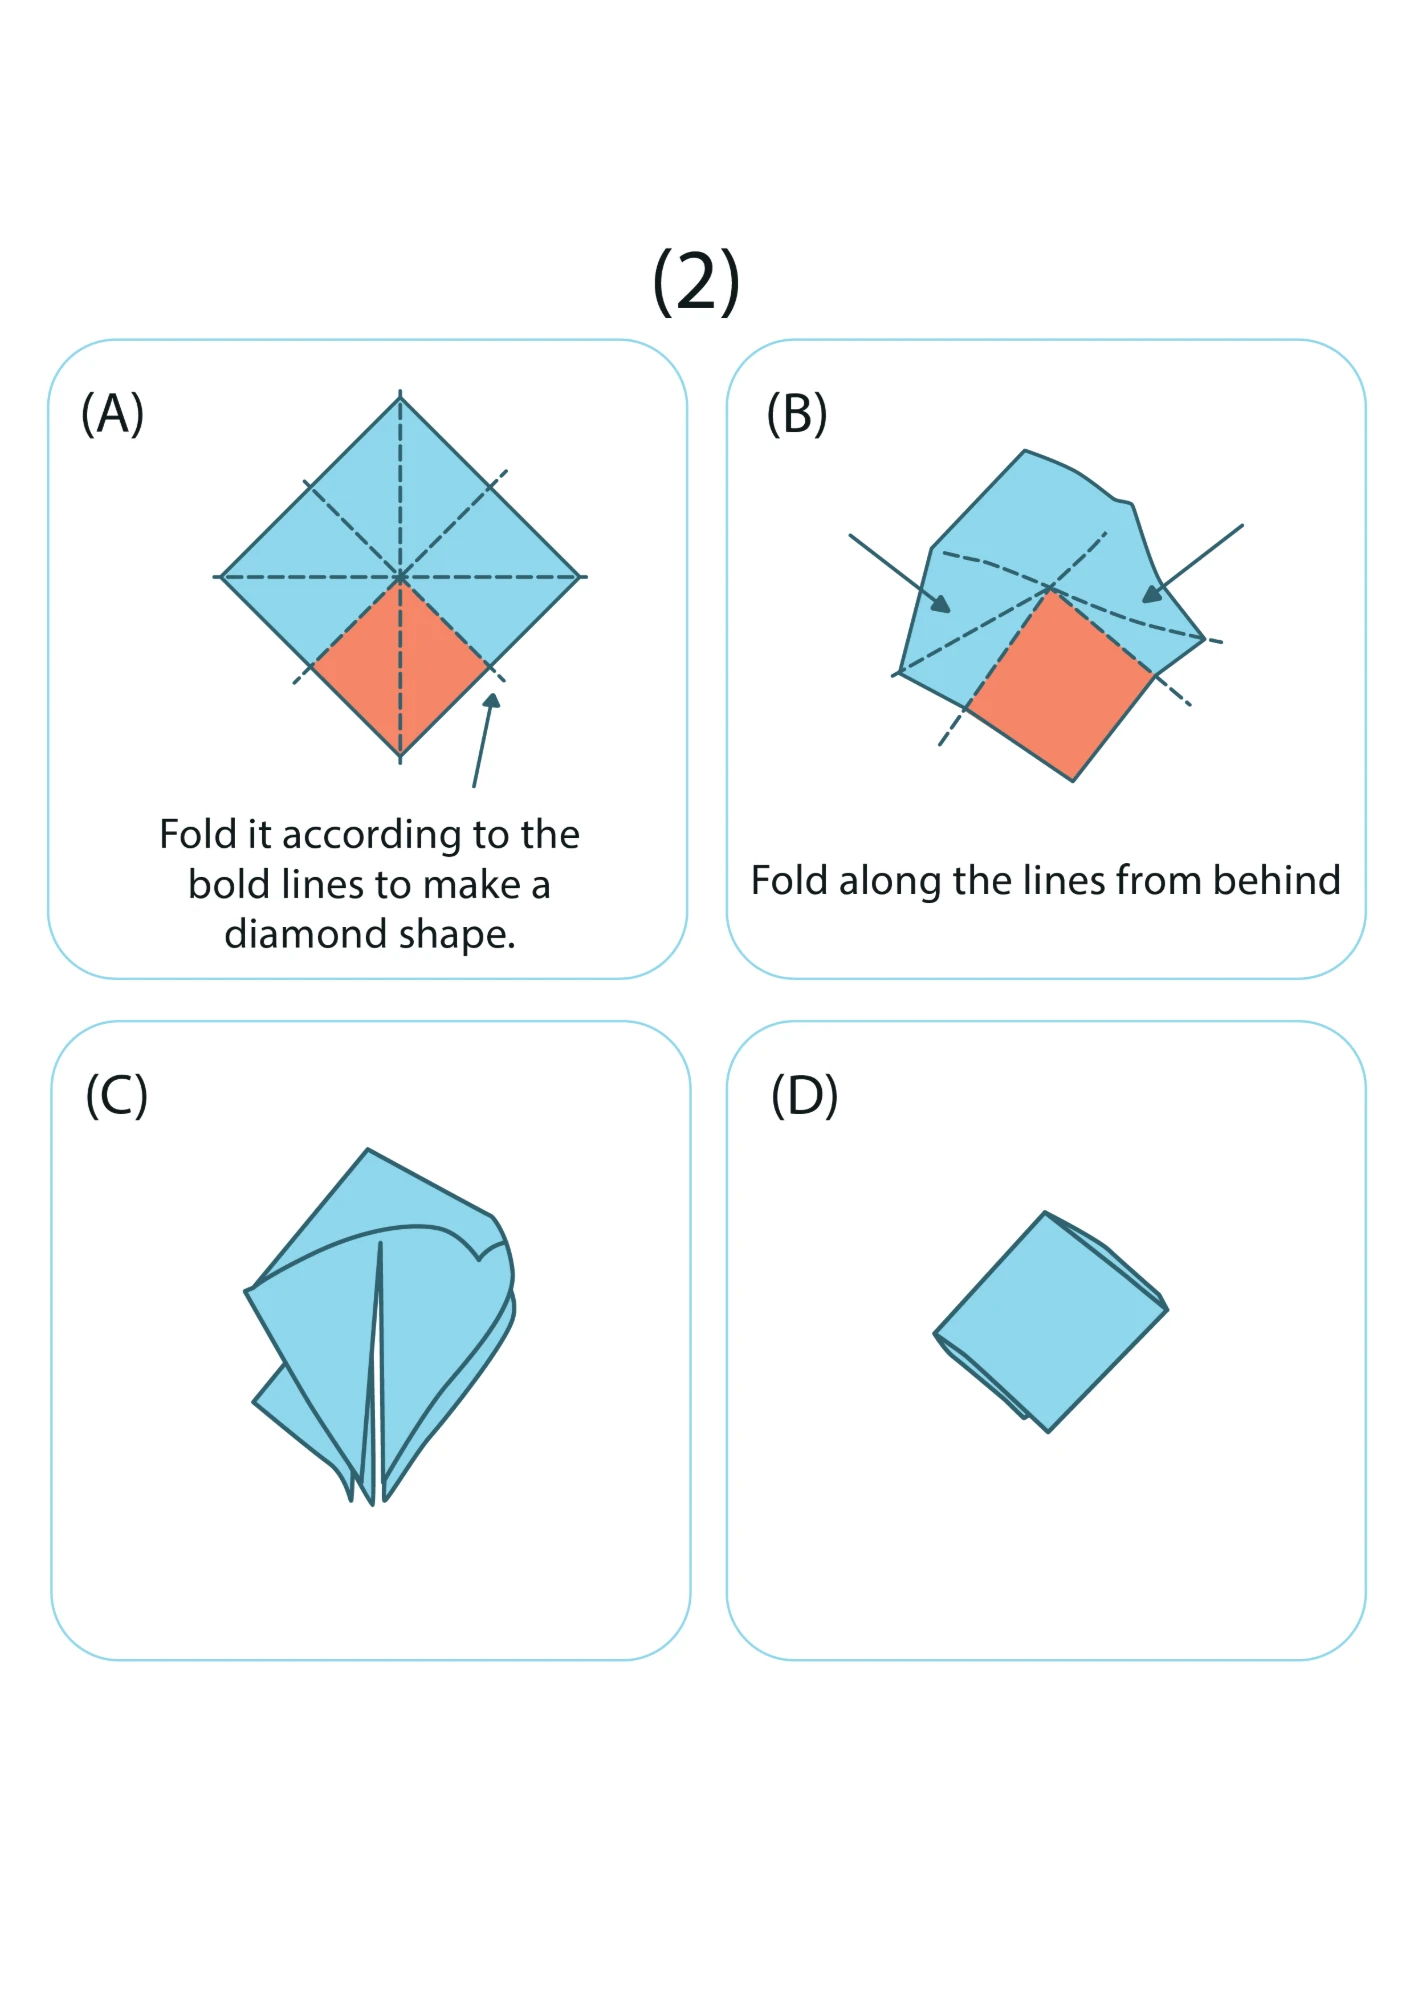 (2)
(A)
Fold it according to the
bold lines to make a
diamond shape.
(B)
Fold along the lines from behind
(C)
(D)